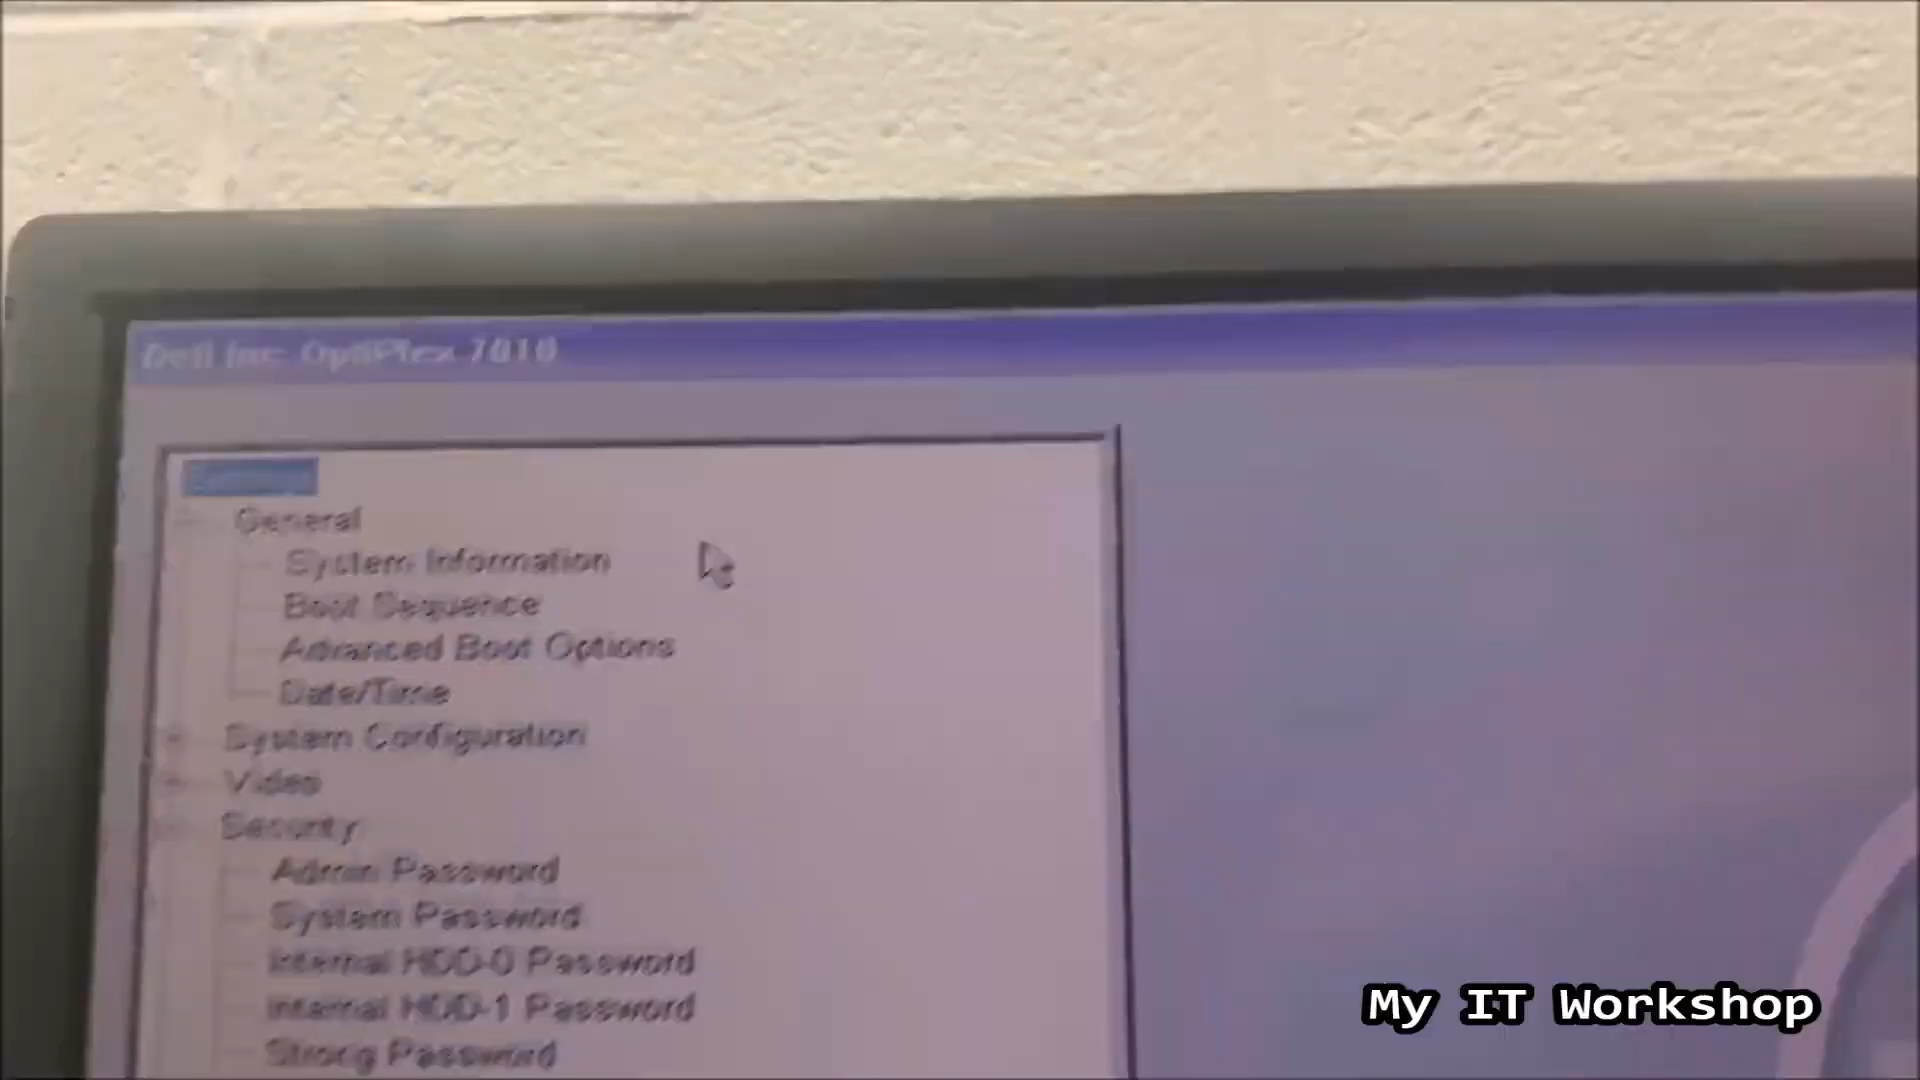 Dell Inc. OptiPlex 7010
General
System Information
Boot Sequence
Advanced Boot Options
Date/Time
System Configuration
Video
Security
Admin Password
System Password
Internal HDD-0 Password
Internal HDD-1 Password
Strong Password
My IT Workshop